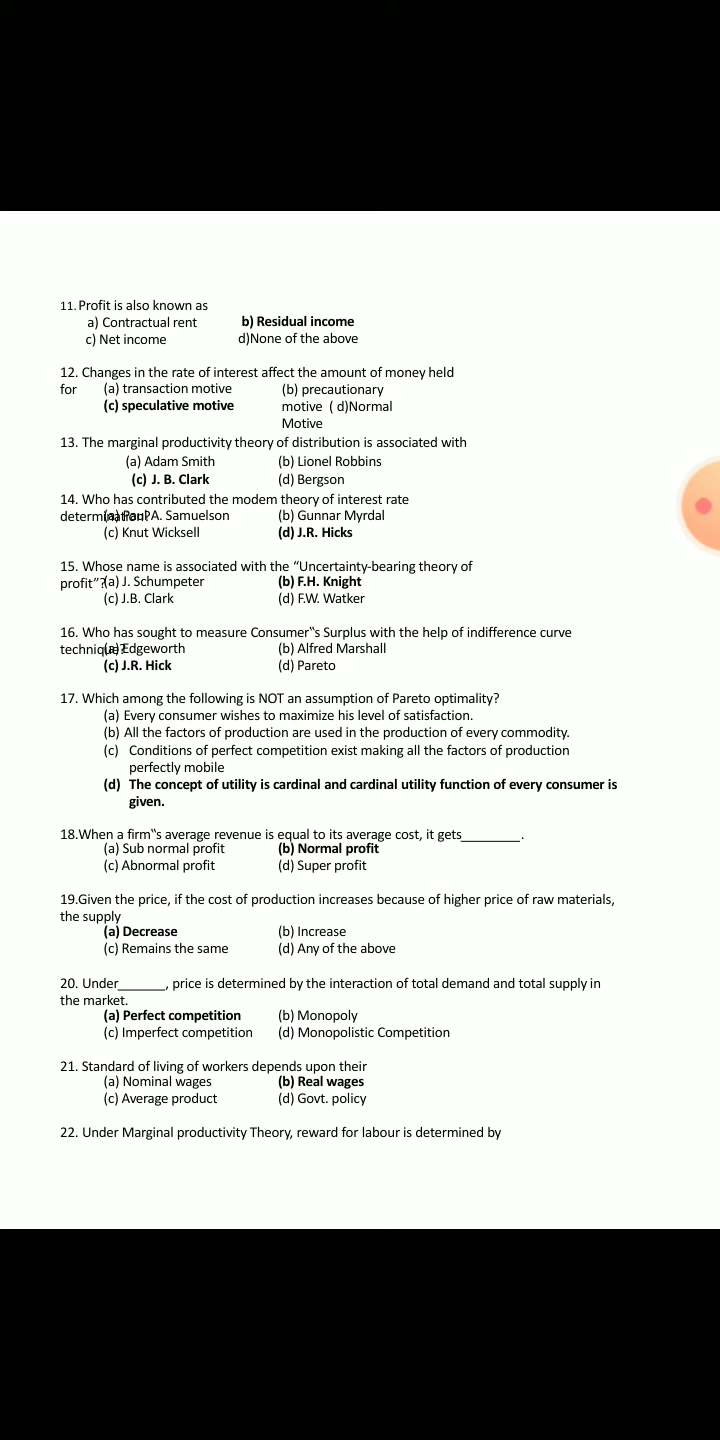 11. Profit is also known as
a) Contractual rent b) Residual income
c) Net income d)None of the above
12. Changes in the rate of interest affect the amount of money held
for (a) transaction motive (b) precautionary
(c) speculative motive motive ( d)Normal
Motive
13. The marginal productivity theory of distribution is associated with
(a) Adam Smith (b) Lionel Robbins
(c) J. B. Clark (d) Bergson
14. Who has contributed the modem theory of interest rate
determination? (a) Paul A. Samuelson (b) Gunnar Myrdal
(c) Knut Wicksell (d) J.R. Hicks
15. Whose name is associated with the “Uncertainty-bearing theory of
profit”? (a) J. Schumpeter (b) F.H. Knight
(c) J.B. Clark (d) F.W. Watker
16. Who has sought to measure Consumer‟s Surplus with the help of indifference curve
technique? (a) Edgeworth (b) Alfred Marshall
(c) J.R. Hick (d) Pareto
17. Which among the following is NOT an assumption of Pareto optimality?
(a) Every consumer wishes to maximize his level of satisfaction.
(b) All the factors of production are used in the production of every commodity.
(c) Conditions of perfect competition exist making all the factors of production
perfectly mobile
(d) The concept of utility is cardinal and cardinal utility function of every consumer is
given.
18.When a firm‟s average revenue is equal to its average cost, it gets________.
(a) Sub normal profit (b) Normal profit
(c) Abnormal profit (d) Super profit
19.Given the price, if the cost of production increases because of higher price of raw materials,
the supply
(a) Decrease (b) Increase
(c) Remains the same (d) Any of the above
20. Under______, price is determined by the interaction of total demand and total supply in
the market.
(a) Perfect competition (b) Monopoly
(c) Imperfect competition (d) Monopolistic Competition
21. Standard of living of workers depends upon their
(a) Nominal wages (b) Real wages
(c) Average product (d) Govt. policy
22. Under Marginal productivity Theory, reward for labour is determined by